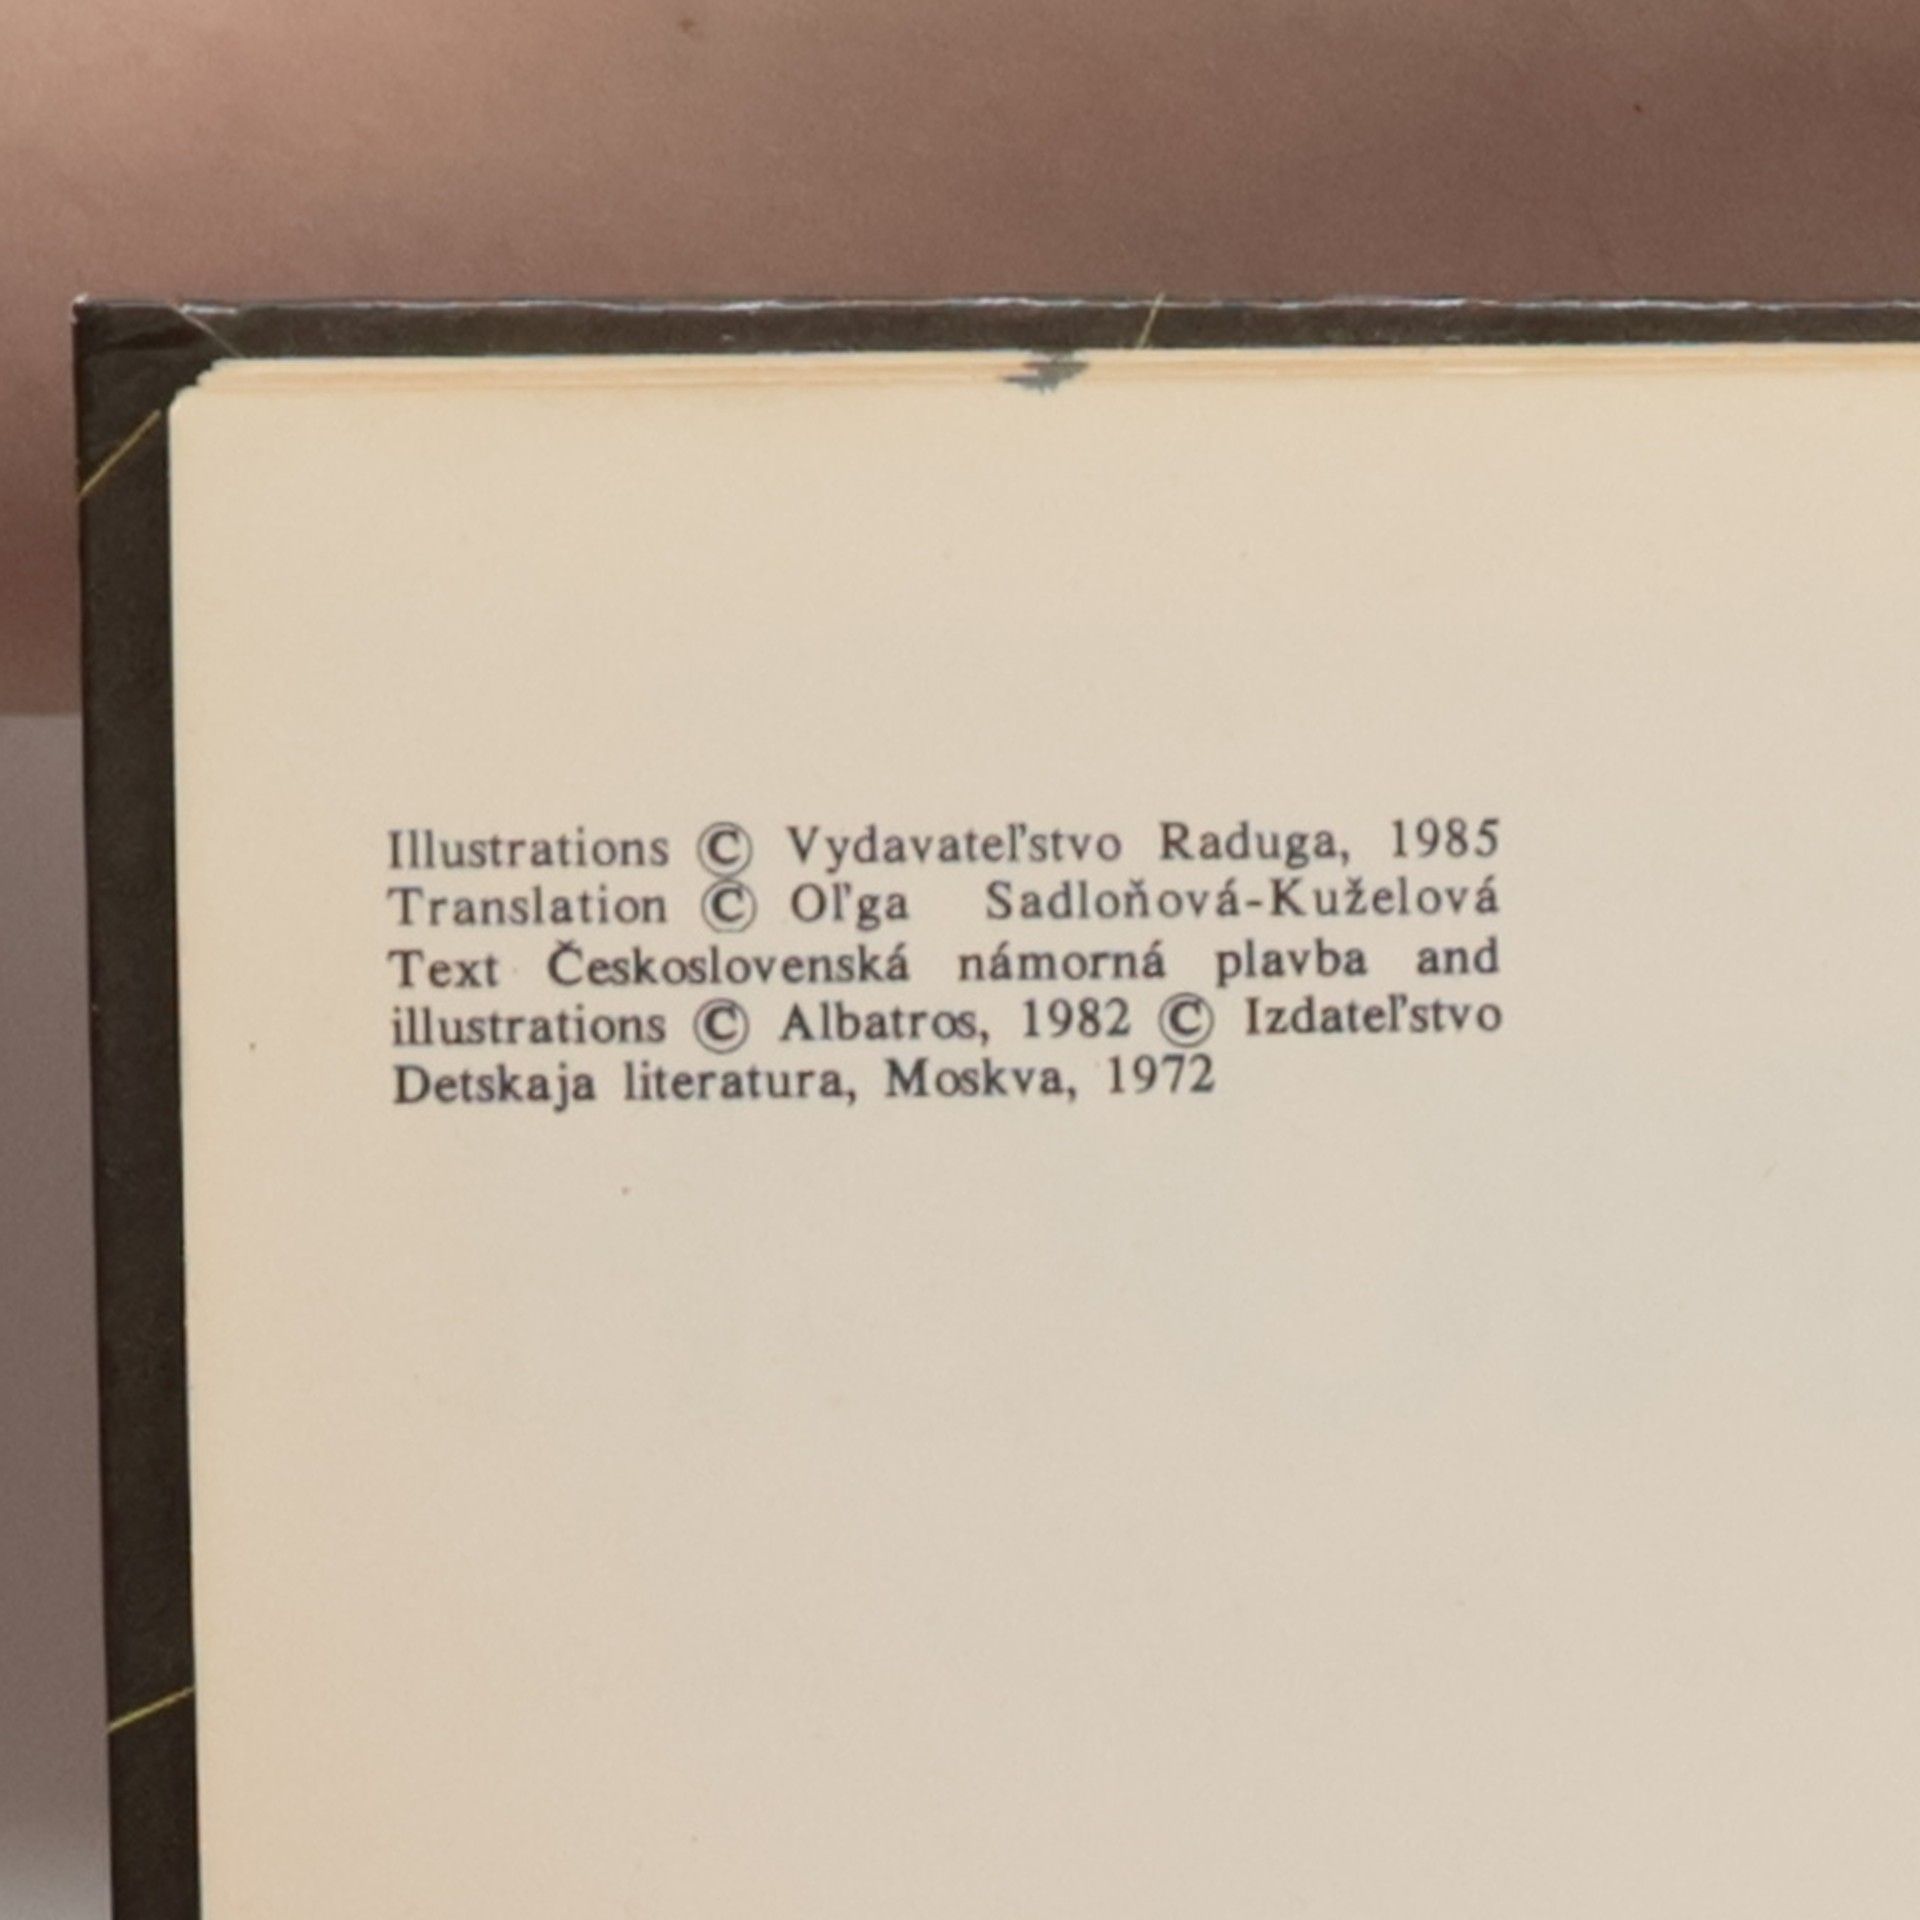 Illustrations © Vydavateľstvo Raduga, 1985
Translation © Oľga Sadloňová-Kuželová
Text Československá námorná plavba and
illustrations © Albatros, 1982 © Izdateľstvo
Detskaja literatura, Moskva, 1972